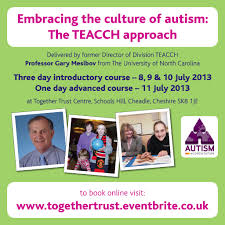 Embracing the culture of autism:
The TEACCH approach
Delivered by former Director of Division TEACCH
Professor Gary Mesibov from The University of North Carolina
Three day introductory course – 8, 9 & 10 July 2013
One day advanced course – 11 July 2013
at Together Trust Centre, Schools Hill, Cheadle, Cheshire SK8 1JE
AUTISM
to book online visit:
www.togethertrust.eventbrite.co.uk